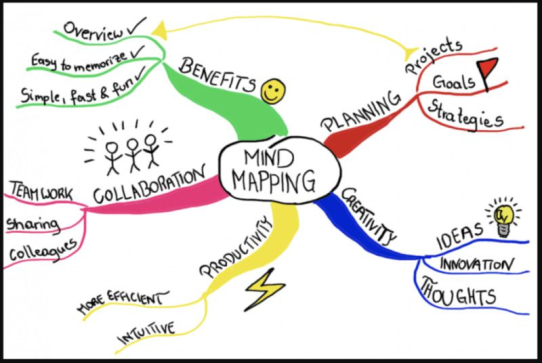 MIND
MAPPING
BENEFITS
Overview ✓
Easy to memorize ✓
Simple, fast & fun ✓
PLANNING
Projects
Goals
Strategies
COLLABORATION
TEAMWORK
Sharing
Colleagues
CREATIVITY
IDEAS
INNOVATION
THOUGHTS
PRODUCTIVITY
MORE EFFICIENT
INTUITIVE